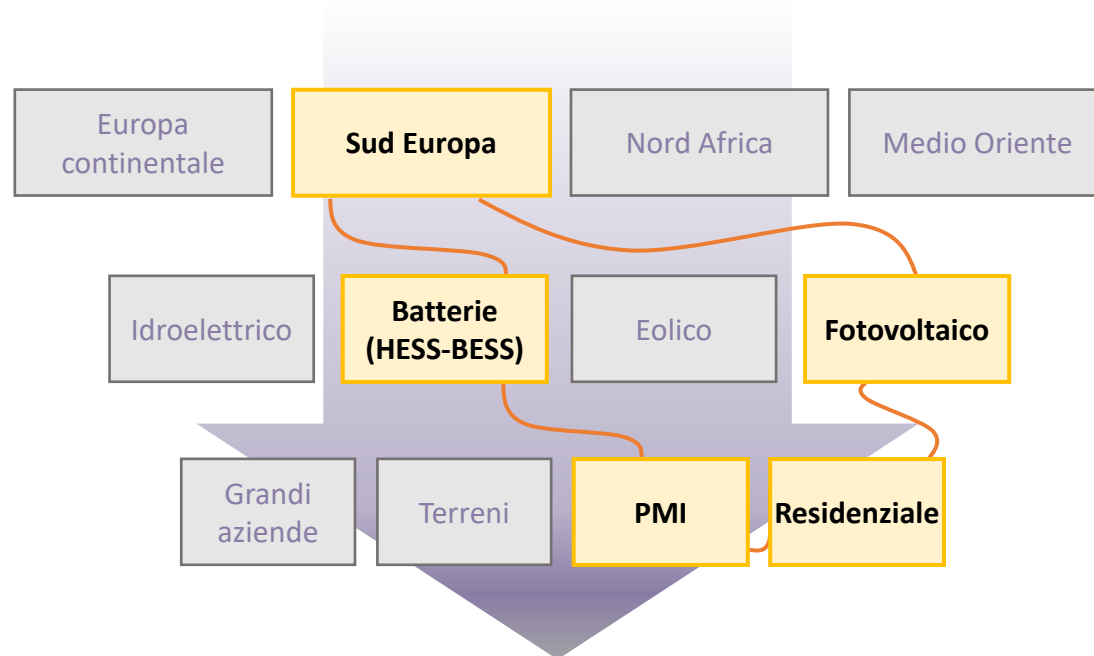 Europa
continentale
Sud Europa
Nord Africa
Medio Oriente
Idroelettrico
Batterie
(HESS-BESS)
Eolico
Fotovoltaico
Grandi
aziende
Terreni
PMI
Residenziale